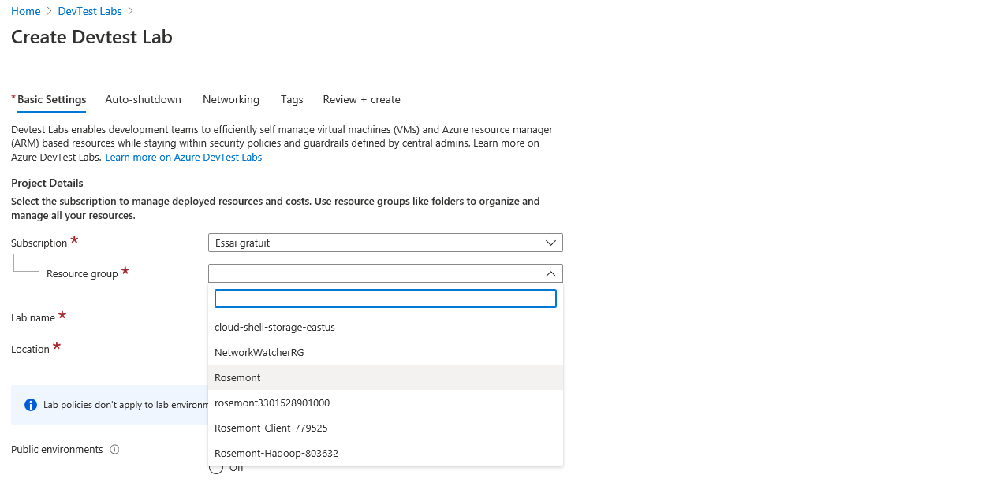 Home > DevTest Labs >
Create Devtest Lab
* Basic Settings Auto-shutdown Networking Tags Review + create
Devtest Labs enables development teams to efficiently self manage virtual machines (VMs) and Azure resource manager
(ARM) based resources while staying within security policies and guardrails defined by central admins. Learn more on
Azure DevTest Labs. Learn more on Azure DevTest Labs
Project Details
Select the subscription to manage deployed resources and costs. Use resource groups like folders to organize and
manage all your resources.
Subscription * Essai gratuit
Resource group *
cloud-shell-storage-eastus
NetworkWatcherRG
Rosemont
rosemont3301528901000
Rosemont-Client-779525
Rosemont-Hadoop-803632
Lab name *
Location *
Lab policies don't apply to lab environm
Public environments
Off